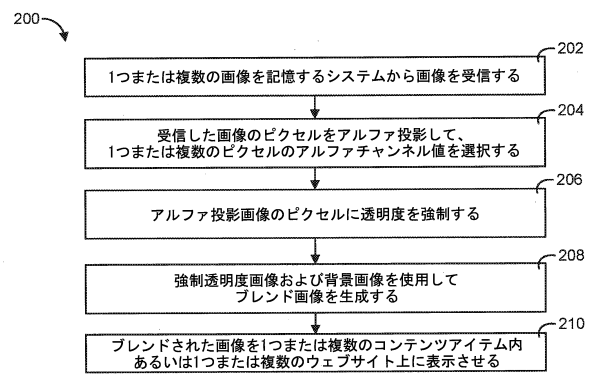 200
202
1つまたは複数の画像を記憶するシステムから画像を受信する
204
受信した画像のピクセルをアルファ投影して、
1つまたは複数のピクセルのアルファチャンネル値を選択する
206
アルファ投影画像のピクセルに透明度を強制する
208
強制透明度画像および背景画像を使用して
ブレンド画像を生成する
210
ブレンドされた画像を1つまたは複数のコンテンツアイテム内
あるいは1つまたは複数のウェブサイト上に表示させる